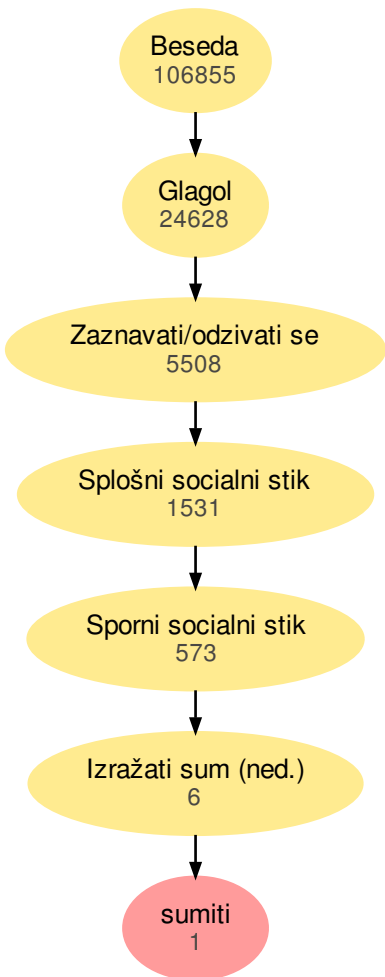 Beseda
106855
Glagol
24628
Zaznavati/odzivati se
5508
Splošni socialni stik
1531
Sporni socialni stik
573
Izražati sum (ned.)
6
sumiti
1